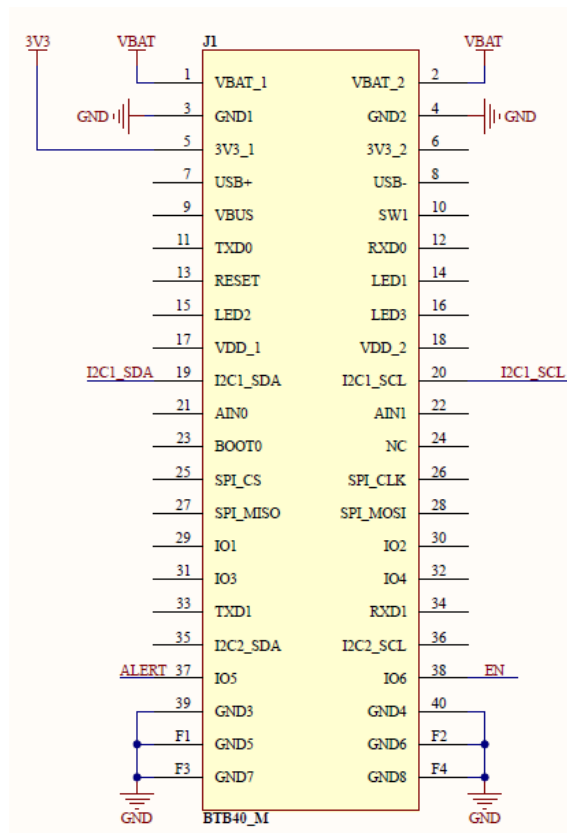 3V3 VBAT J1 VBAT
1 VBAT_1 VBAT_2 2
GND 3 GND1 GND2 4 GND
5 3V3_1 3V3_2 6
7 USB+ USB- 8
9 VBUS SW1 10
11 TXD0 RXD0 12
13 RESET LED1 14
15 LED2 LED3 16
17 VDD_1 VDD_2 18
I2C1_SDA 19 I2C1_SDA I2C1_SCL 20 I2C1_SCL
21 AIN0 AIN1 22
23 BOOT0 NC 24
25 SPI_CS SPI_CLK 26
27 SPI_MISO SPI_MOSI 28
29 IO1 IO2 30
31 IO3 IO4 32
33 TXD1 RXD1 34
35 I2C2_SDA I2C2_SCL 36
ALERT 37 IO5 IO6 38 EN
39 GND3 GND4 40
F1 GND5 GND6 F2
F3 GND7 GND8 F4
GND BTB40_M GND